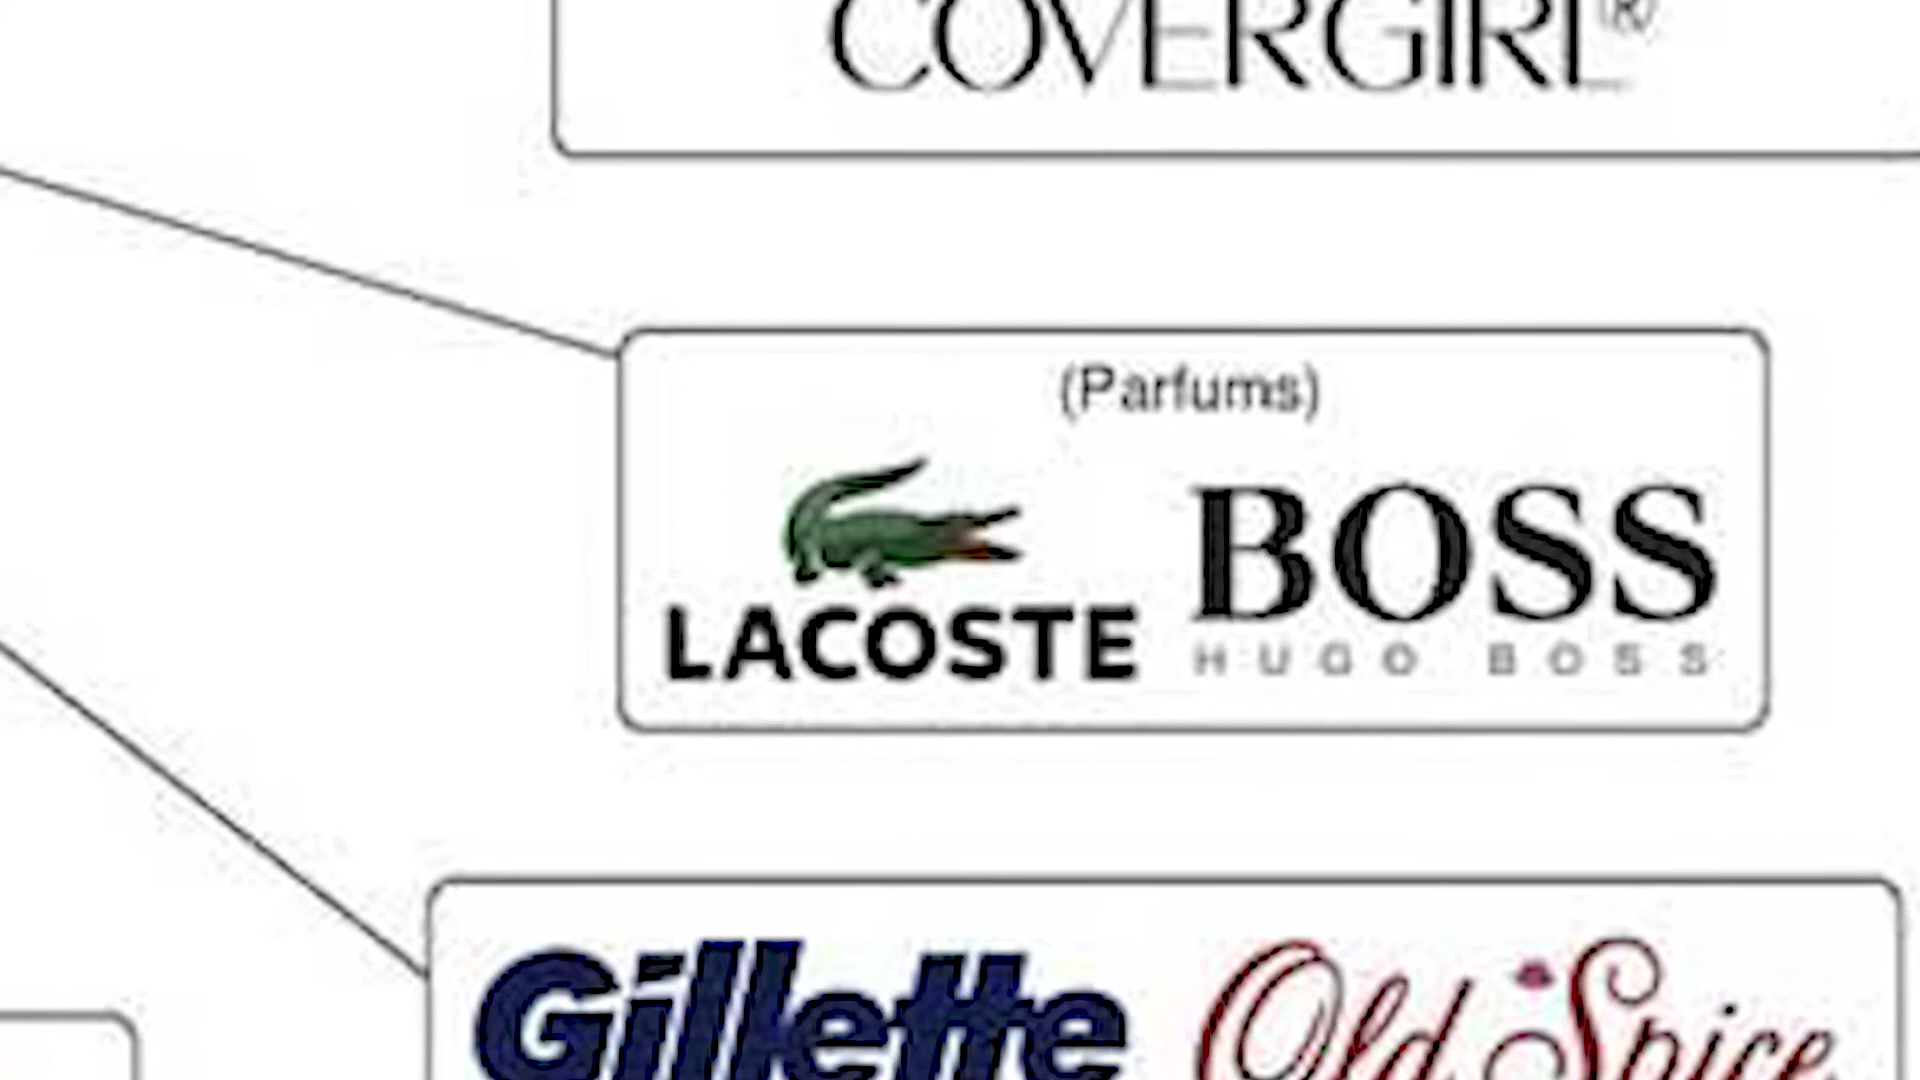 COVERGIRL®
(Parfums)
LACOSTE
BOSS
HUGO BOSS
Gillette
Old Spice